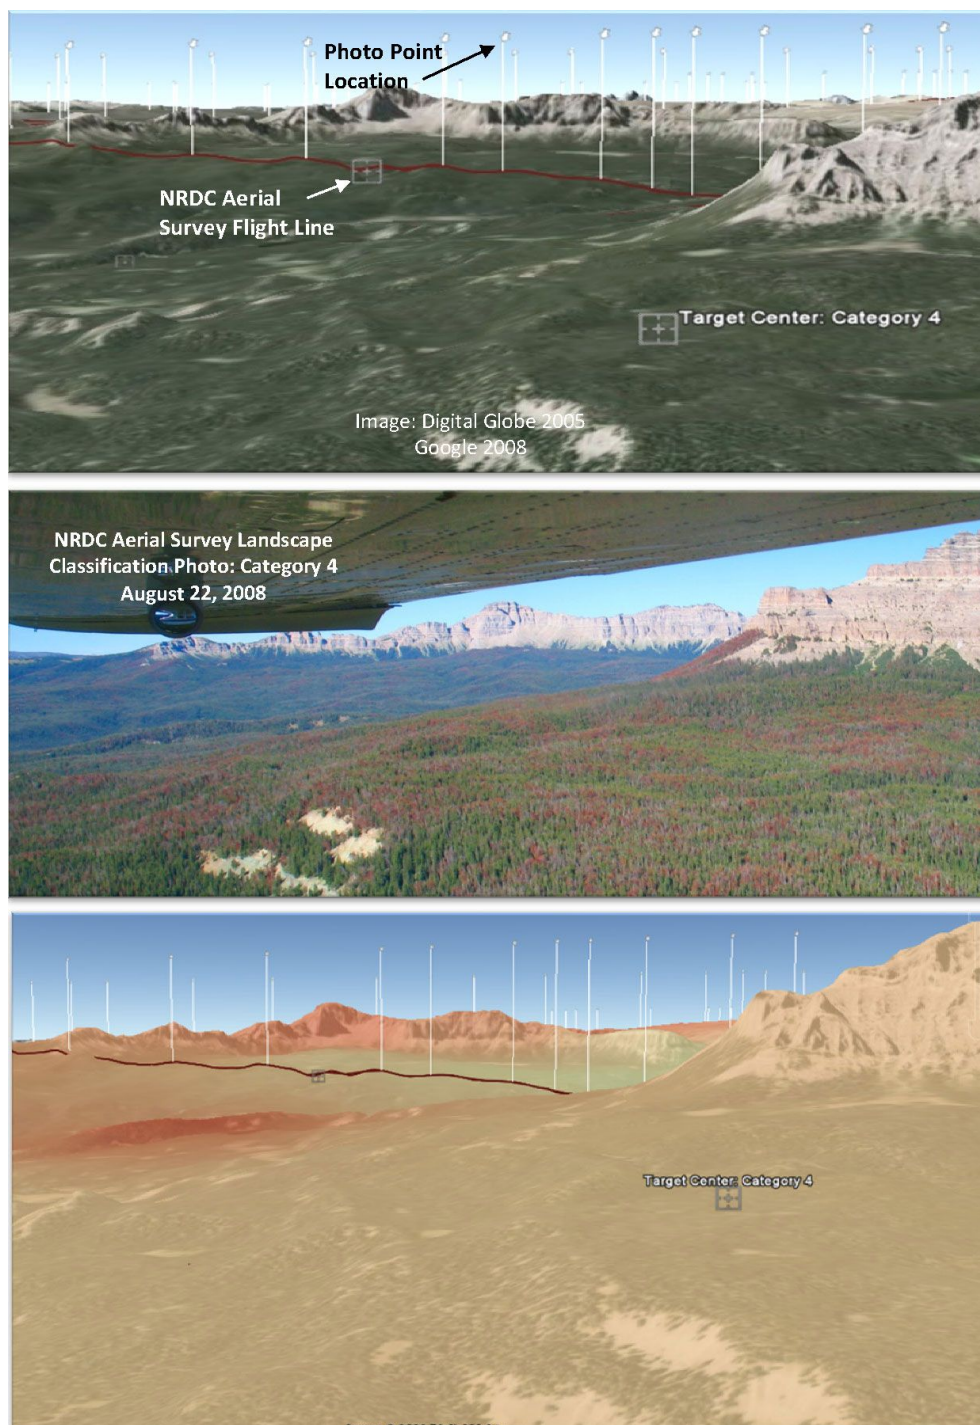 Photo Point
Location
NRDC Aerial
Survey Flight Line
Target Center: Category 4
Image: Digital Globe 2005
Google 2008
NRDC Aerial Survey Landscape
Classification Photo: Category 4
August 22, 2008
Target Center: Category 4